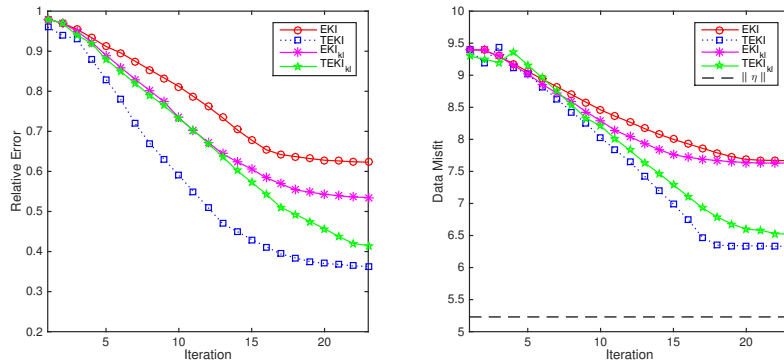 1
0.9
0.8
0.7
0.6
0.5
0.4
0.3
0.2
Relative Error
5
10
15
20
Iteration
EKI
TEKI
EKI_kl
TEKI_kl
10
9.5
9
8.5
8
7.5
7
6.5
6
5.5
5
Data Misfit
5
10
15
20
Iteration
EKI
TEKI
EKI_kl
TEKI_kl
|| η ||